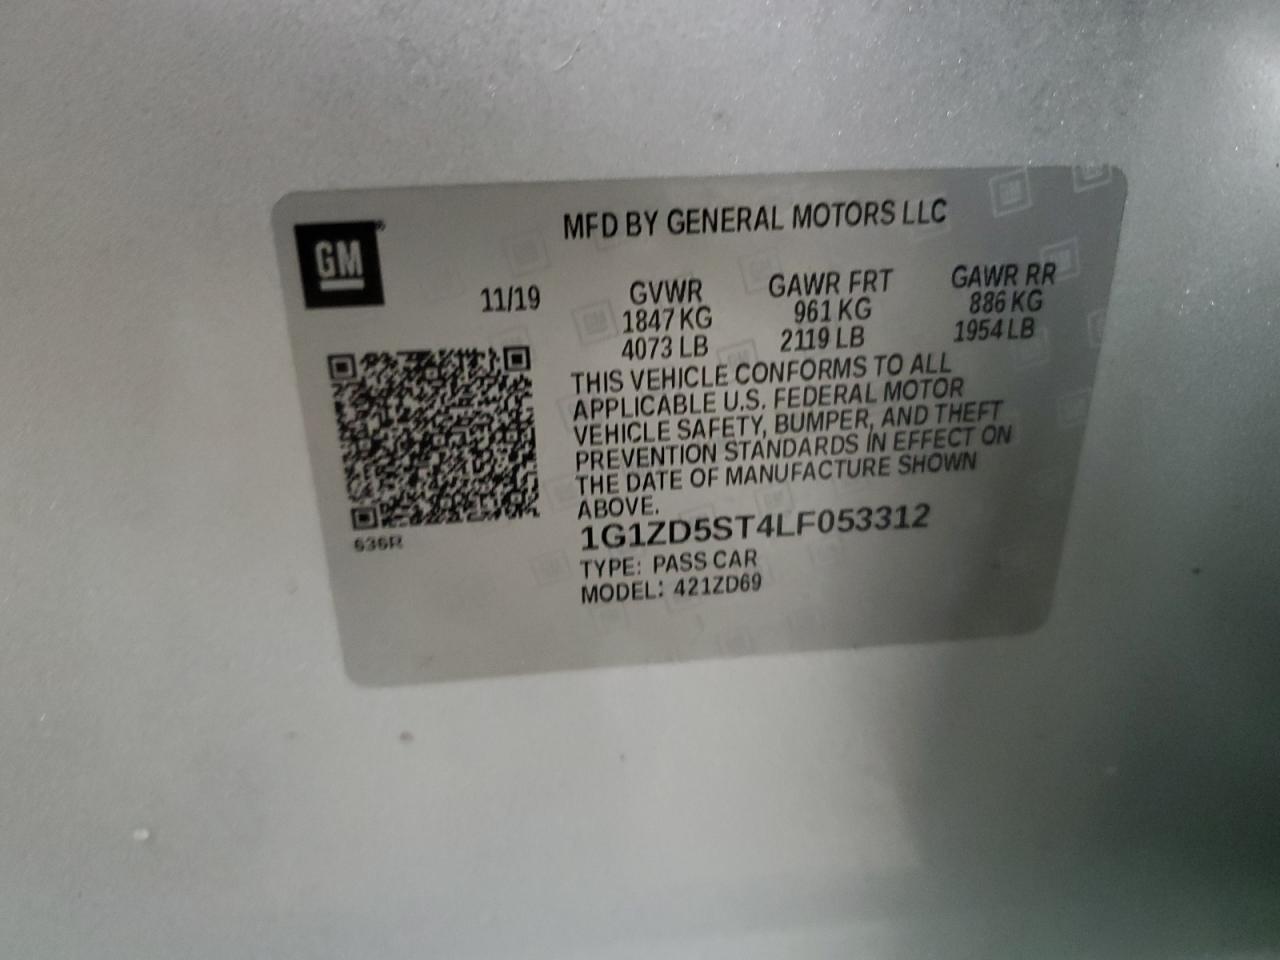 MFD BY GENERAL MOTORS LLC
GM
11/19
GVWR GAWR FRT GAWR RR
1847 KG 961 KG 886 KG
4073 LB 2119 LB 1954 LB
THIS VEHICLE CONFORMS TO ALL
APPLICABLE U.S. FEDERAL MOTOR
VEHICLE SAFETY, BUMPER, AND THEFT
PREVENTION STANDARDS IN EFFECT ON
THE DATE OF MANUFACTURE SHOWN
ABOVE.
1G1ZD5ST4LF053312
636R
TYPE: PASS CAR
MODEL: 421ZD69